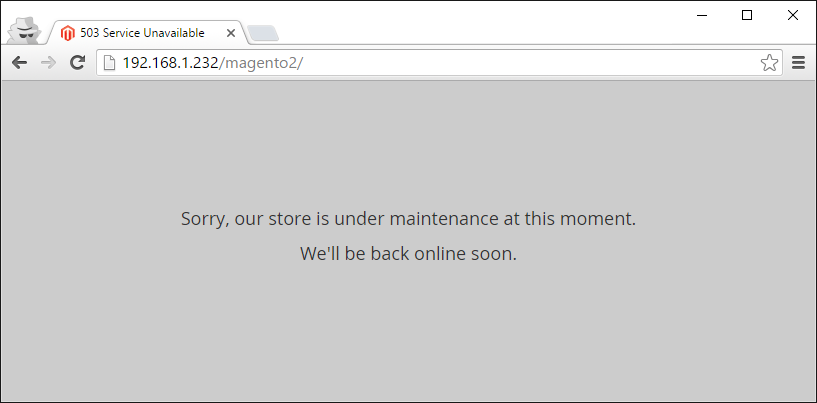 503 Service Unavailable
192.168.1.232/magento2/
Sorry, our store is under maintenance at this moment.
We'll be back online soon.